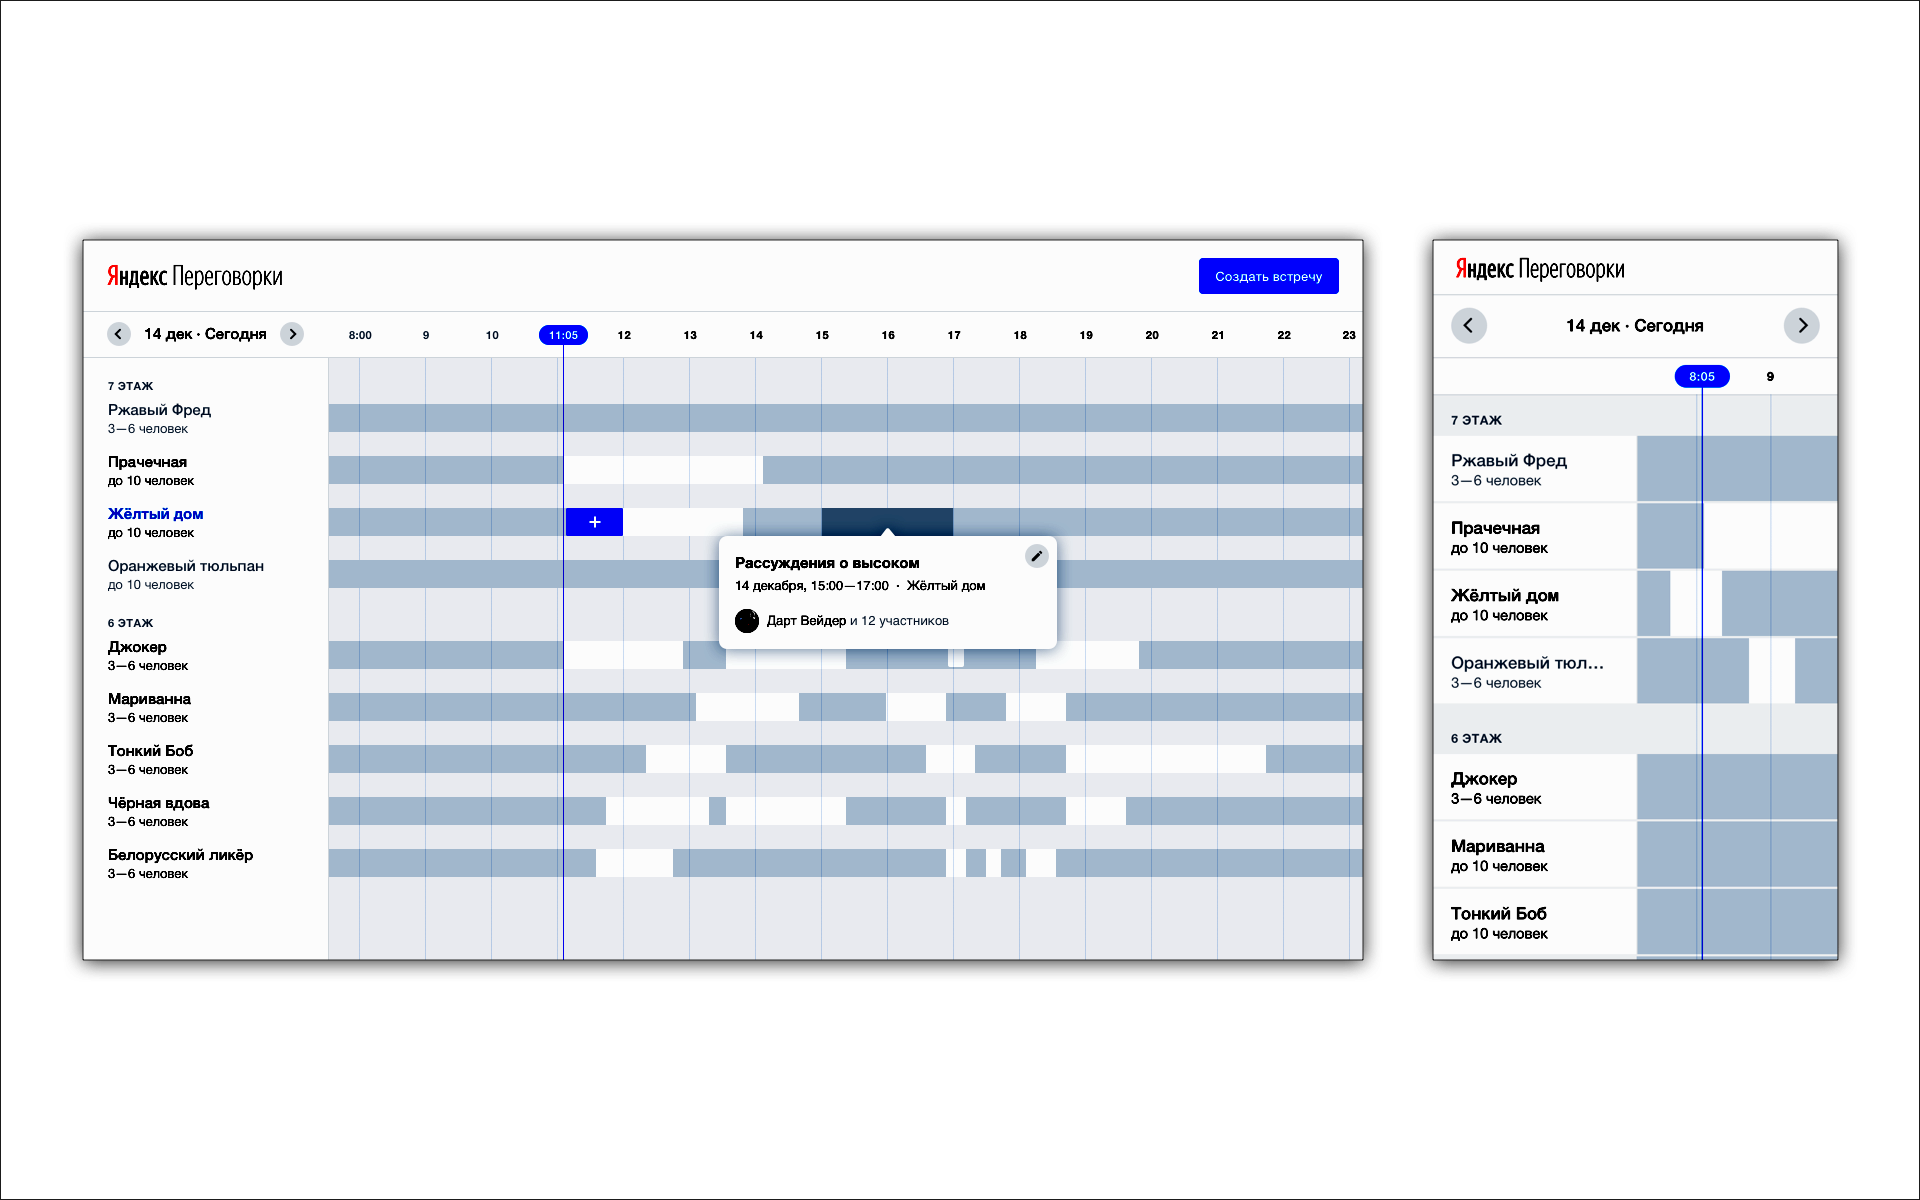 Яндекс Переговорки
Создать встречу
14 дек · Сегодня
8:00 9 10 11:05 12 13 14 15 16 17 18 19 20 21 22 23
7 ЭТАЖ
Ржавый Фред
3—6 человек
Прачечная
до 10 человек
Жёлтый дом
до 10 человек
+
Оранжевый тюльпан
до 10 человек
Рассуждения о высоком
14 декабря, 15:00—17:00 · Жёлтый дом
Дарт Вейдер и 12 участников
6 ЭТАЖ
Джокер
3—6 человек
Мариванна
3—6 человек
Тонкий Боб
3—6 человек
Чёрная вдова
3—6 человек
Белорусский ликёр
3—6 человек
Яндекс Переговорки
14 дек · Сегодня
8:05 9
7 ЭТАЖ
Ржавый Фред
3—6 человек
Прачечная
до 10 человек
Жёлтый дом
до 10 человек
Оранжевый тюл...
3—6 человек
6 ЭТАЖ
Джокер
3—6 человек
Мариванна
до 10 человек
Тонкий Боб
до 10 человек